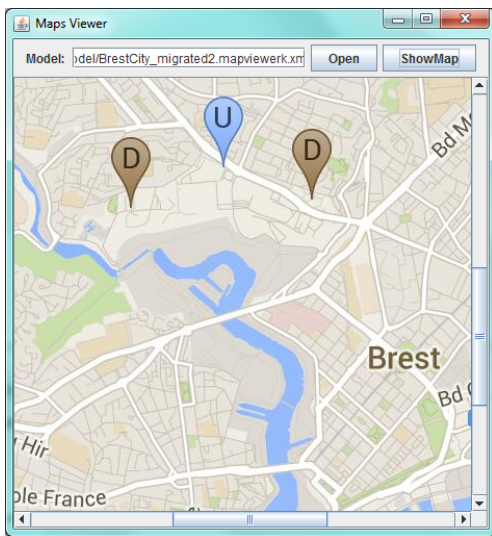 Maps Viewer
Model: odel/BrestCity_migrated2.mapviewerk.xm Open ShowMap
U
D D
Bd M
Brest
Bd
Hir
ole France